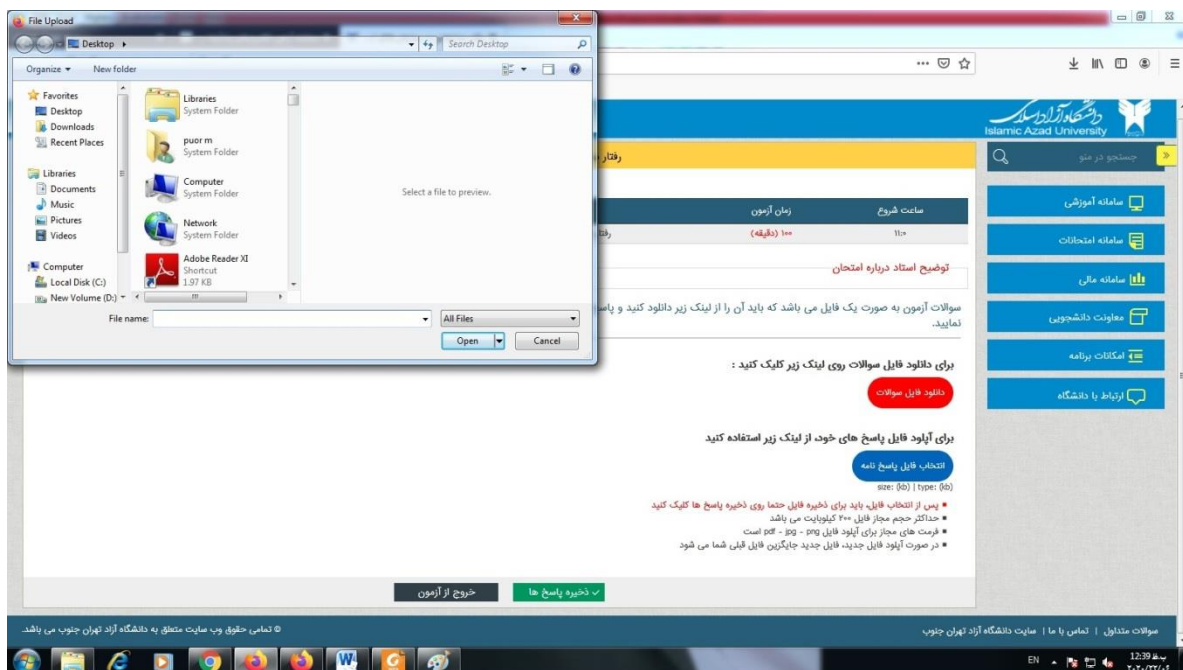 File Upload
Desktop
Search Desktop
Organize
New folder
Favorites
Desktop
Downloads
Recent Places
Libraries
Documents
Music
Pictures
Videos
Computer
Local Disk (C:)
New Volume (D:)
Libraries
System Folder
puor m
System Folder
Computer
System Folder
Network
System Folder
Adobe Reader XI
Shortcut
1.97 KB
Select a file to preview.
File name:
All Files
Open
Cancel
دانشگاه آزاد اسلامی
Islamic Azad University
جستجو در منو
رفتار
سامانه آموزشی
سامانه امتحانات
سامانه مالی
معاونت دانشجویی
امکانات برنامه
ارتباط با دانشگاه
ساعت شروع
زمان آزمون
۱۱:۰
۱۰۰ (دقیقه)
توضیح استاد درباره امتحان
سوالات آزمون به صورت یک فایل می باشد که باید آن را از لینک زیر دانلود کنید و
نمایید.
برای دانلود فایل سوالات روی لینک زیر کلیک کنید :
دانلود فایل سوالات
برای آپلود فایل پاسخ های خود، از لینک زیر استفاده کنید
انتخاب فایل پاسخ نامه
size: (kb) | type: (kb)
پس از انتخاب فایل، باید برای ذخیره فایل حتما روی ذخیره پاسخ ها کلیک کنید
حداکثر حجم مجاز فایل ۲۰۰ کیلوبایت می باشد
فرمت های مجاز برای آپلود فایل pdf - jpg - png است
در صورت آپلود فایل جدید، فایل جدید جایگزین فایل قبلی شما می شود
ذخیره پاسخ ها
خروج از آزمون
سوالات متداول | تماس با ما | سایت دانشگاه آزاد تهران جنوب
© تمامی حقوق وب سایت متعلق به دانشگاه آزاد تهران جنوب می باشد.
EN
12:39 ب.ظ